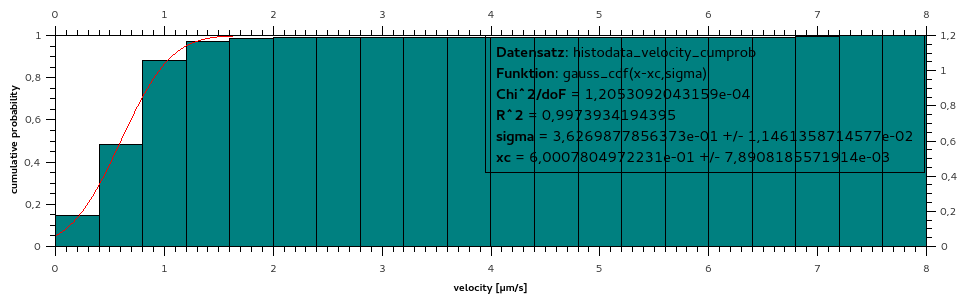 0 1 2 3 4 5 6 7 8
1 1,2
0,8 1
0,6 0,8
0,4 0,6
0,2 0,4
0 0,2
0
cumulative probability
Datensatz: histodata_velocity_cumprob
Funktion: gauss_cdf(x-xc,sigma)
Chi^2/doF = 1,2053092043159e-04
R^2 = 0,9973934194395
sigma = 3,6269877856373e-01 +/- 1,1461358714577e-02
xc = 6,0007804972231e-01 +/- 7,8908185571914e-03
0 1 2 3 4 5 6 7 8
velocity [µm/s]